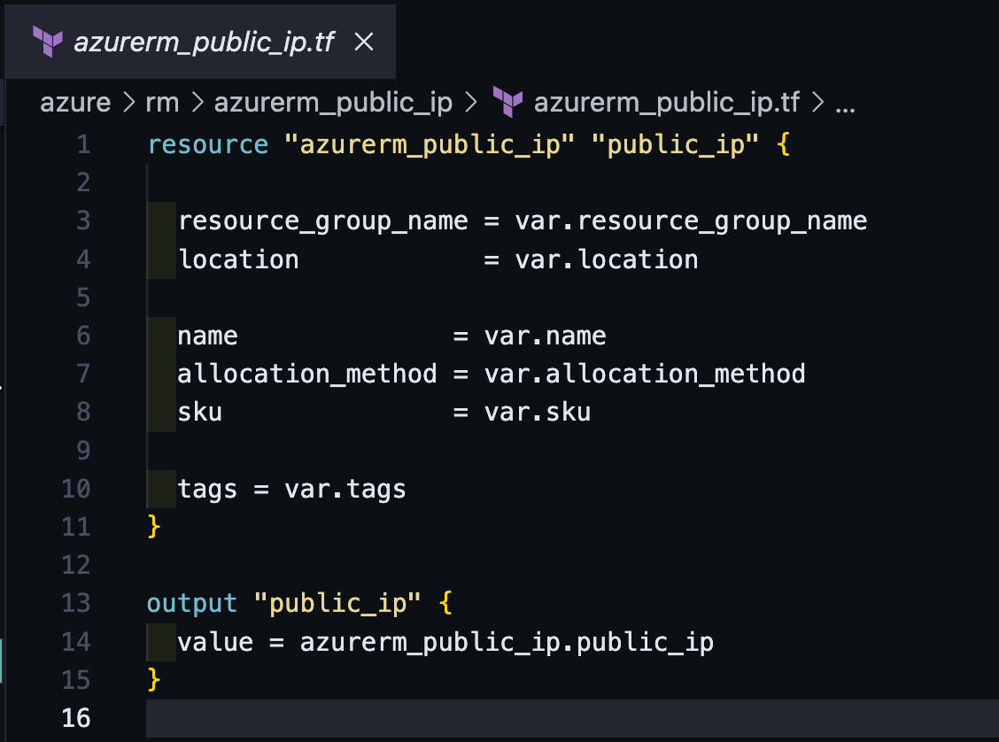 azurerm_public_ip.tf ×
azure > rm > azurerm_public_ip > azurerm_public_ip.tf > ...
1 resource "azurerm_public_ip" "public_ip" {
2
3   resource_group_name = var.resource_group_name
4   location            = var.location
5
6   name              = var.name
7   allocation_method = var.allocation_method
8   sku               = var.sku
9
10   tags = var.tags
11 }
12
13 output "public_ip" {
14   value = azurerm_public_ip.public_ip
15 }
16